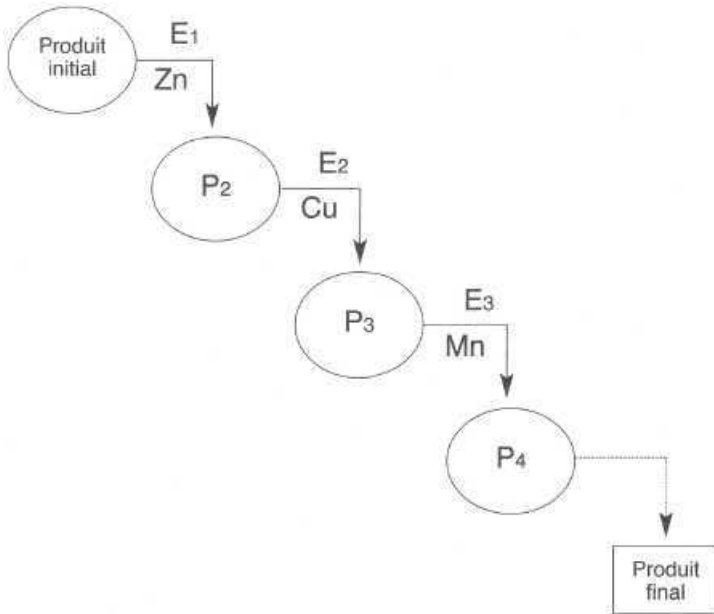 Produit
initial
E1
Zn
P2
E2
Cu
P3
E3
Mn
P4
Produit
final